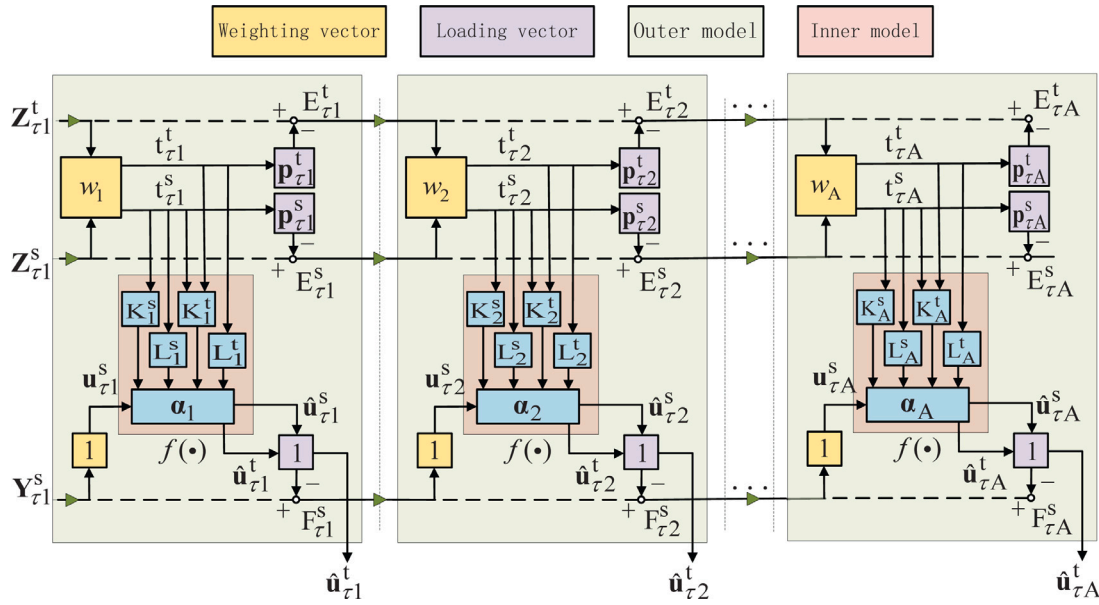 Weighting vector Loading vector Outer model Inner model
Z^t_τ1 + E^t_τ1 + E^t_τ2 · · · + E^t_τA
− − −
w_1 t^t_τ1 p^t_τ1 w_2 t^t_τ2 p^t_τ2 w_A t^t_τA p^t_τA
t^s_τ1 p^s_τ1 t^s_τ2 p^s_τ2 t^s_τA p^s_τA
− − −
Z^s_τ1 + E^s_τ1 + E^s_τ2 · · · + E^s_τA
K^s_1 K^t_1 K^s_2 K^t_2 K^s_A K^t_A
L^s_1 L^t_1 L^s_2 L^t_2 L^s_A L^t_A
u^s_τ1 α_1 û^s_τ1 u^s_τ2 α_2 û^s_τ2 u^s_τA α_A û^s_τA
1 f(•) 1 1 f(•) 1 1 f(•) 1
û^t_τ1 û^t_τ2 û^t_τA
− − −
Y^s_τ1 + F^s_τ1 + F^s_τ2 · · · + F^s_τA
û^t_τ1 û^t_τ2 û^t_τA